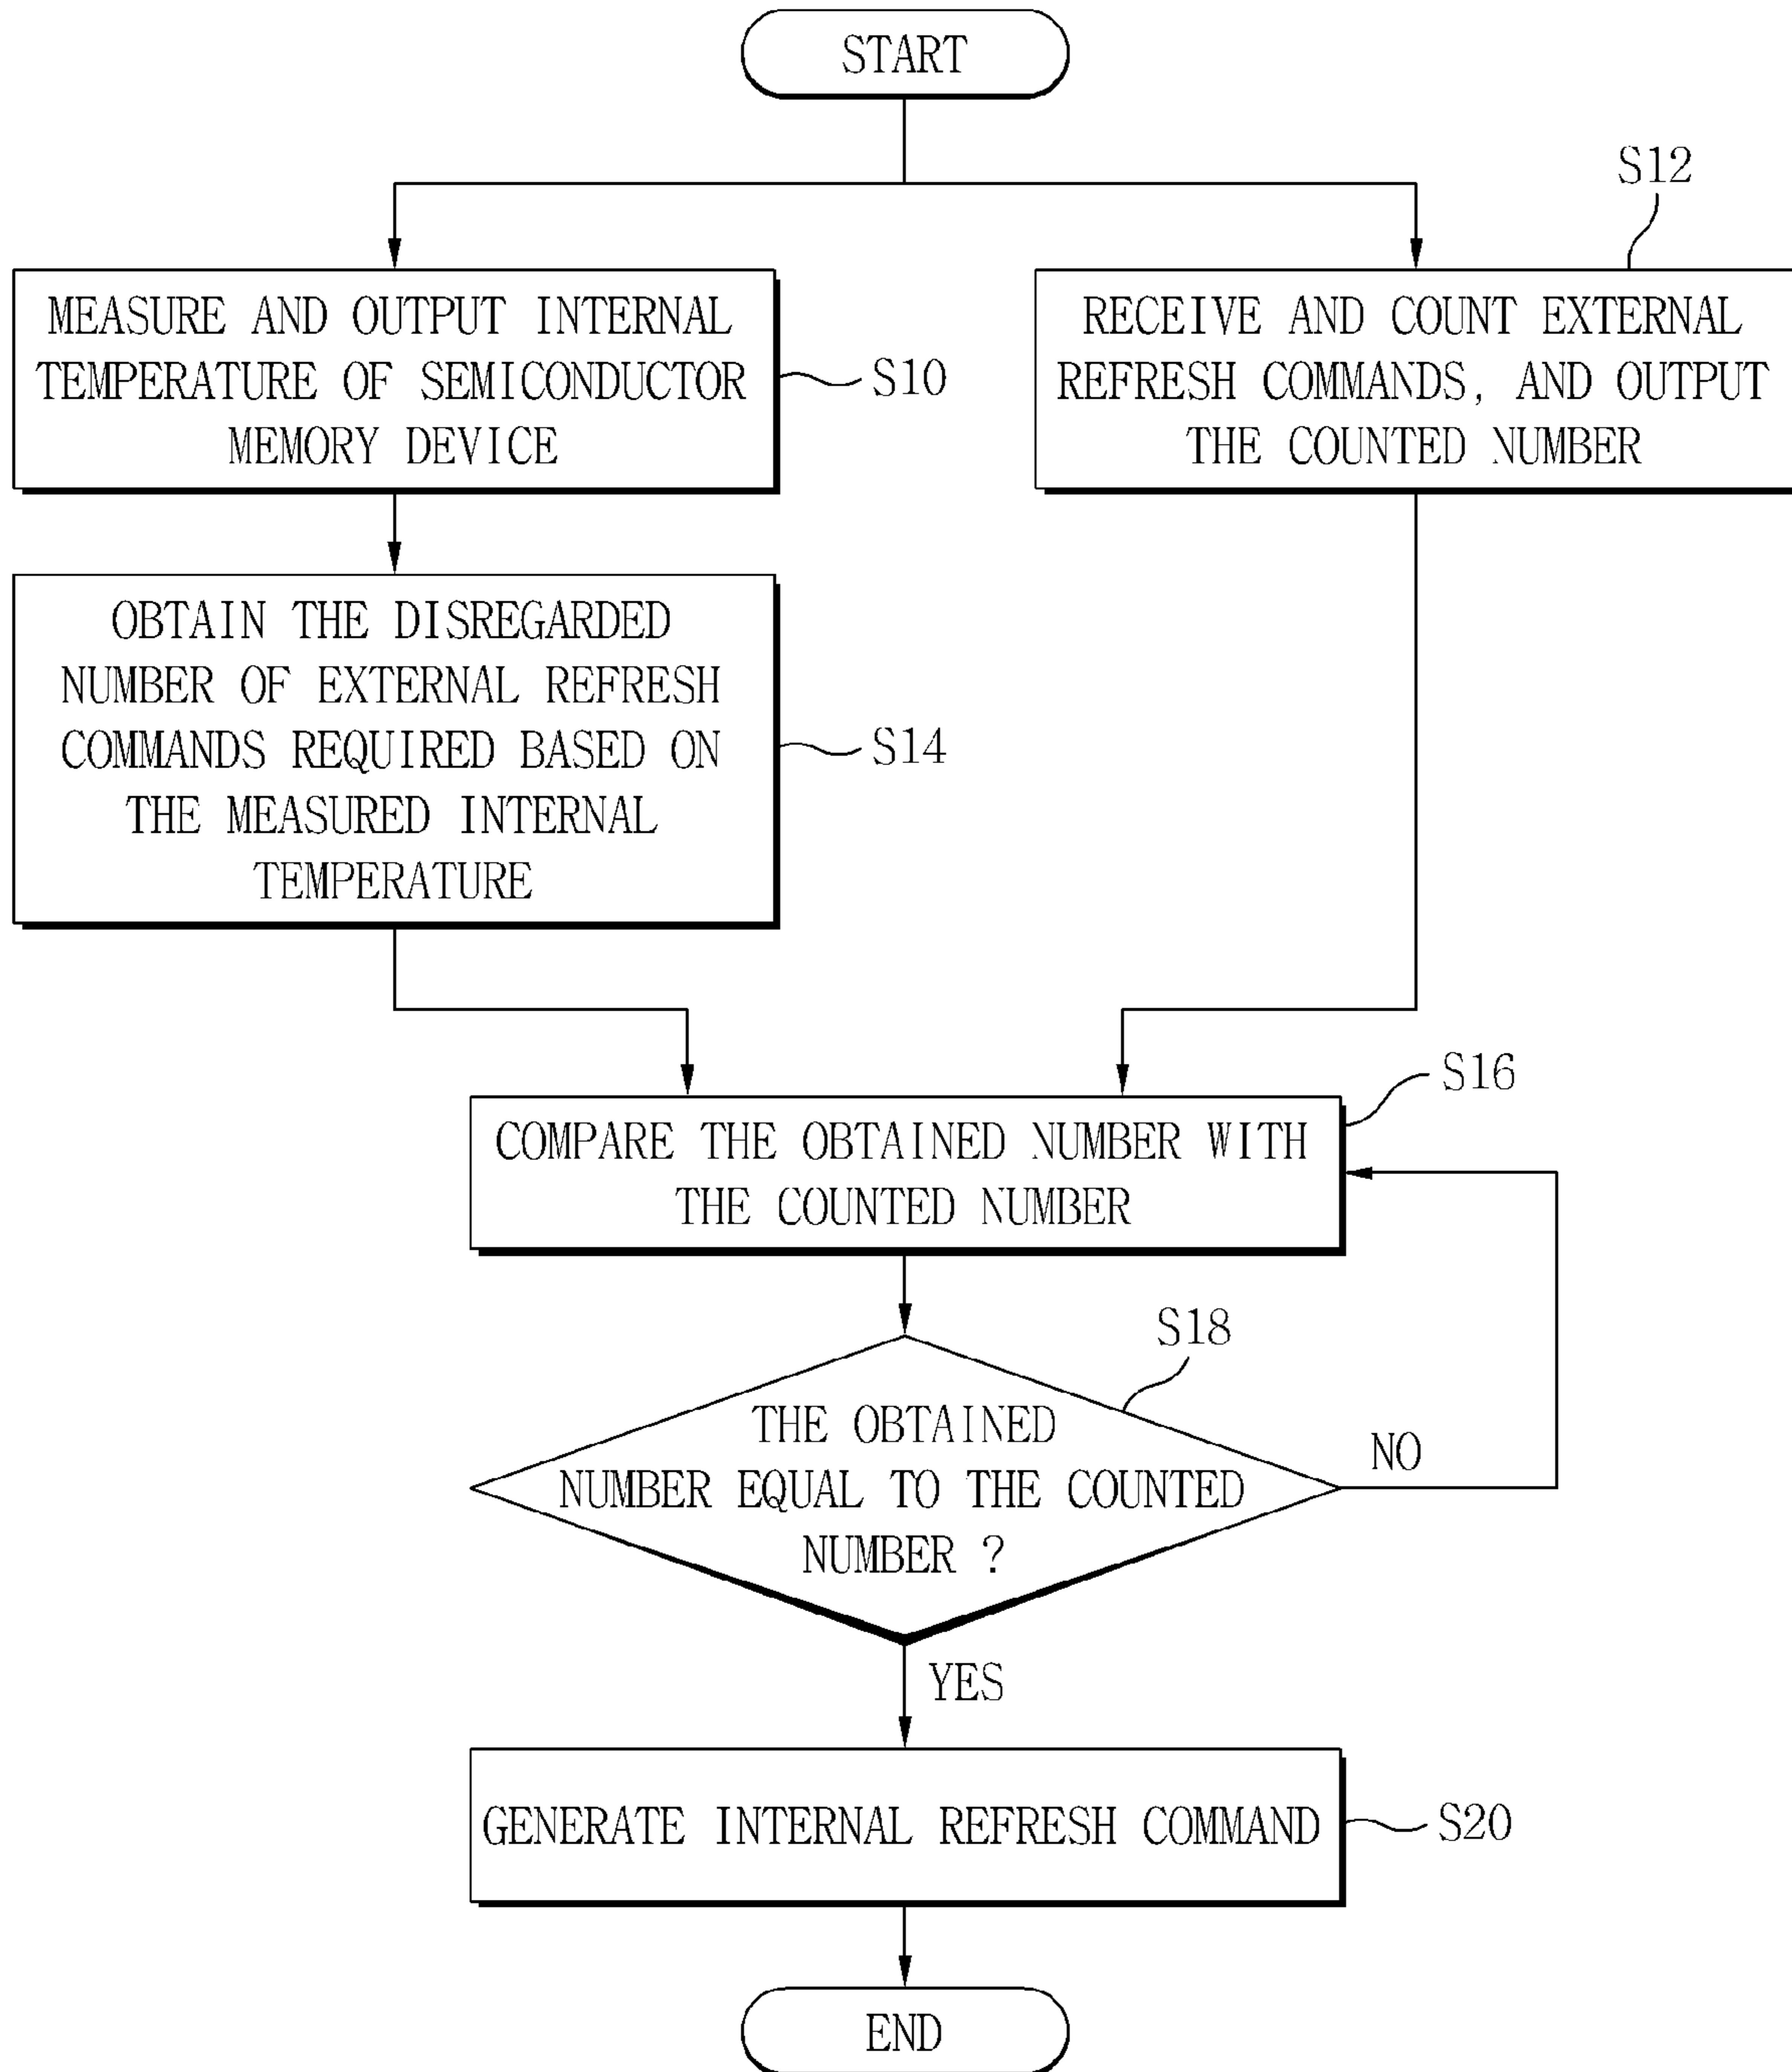 START
S12
MEASURE AND OUTPUT INTERNAL
TEMPERATURE OF SEMICONDUCTOR
MEMORY DEVICE
S10
RECEIVE AND COUNT EXTERNAL
REFRESH COMMANDS, AND OUTPUT
THE COUNTED NUMBER
OBTAIN THE DISREGARDED
NUMBER OF EXTERNAL REFRESH
COMMANDS REQUIRED BASED ON
THE MEASURED INTERNAL
TEMPERATURE
S14
S16
COMPARE THE OBTAINED NUMBER WITH
THE COUNTED NUMBER
S18
THE OBTAINED
NUMBER EQUAL TO THE COUNTED
NUMBER ?
NO
YES
GENERATE INTERNAL REFRESH COMMAND
S20
END